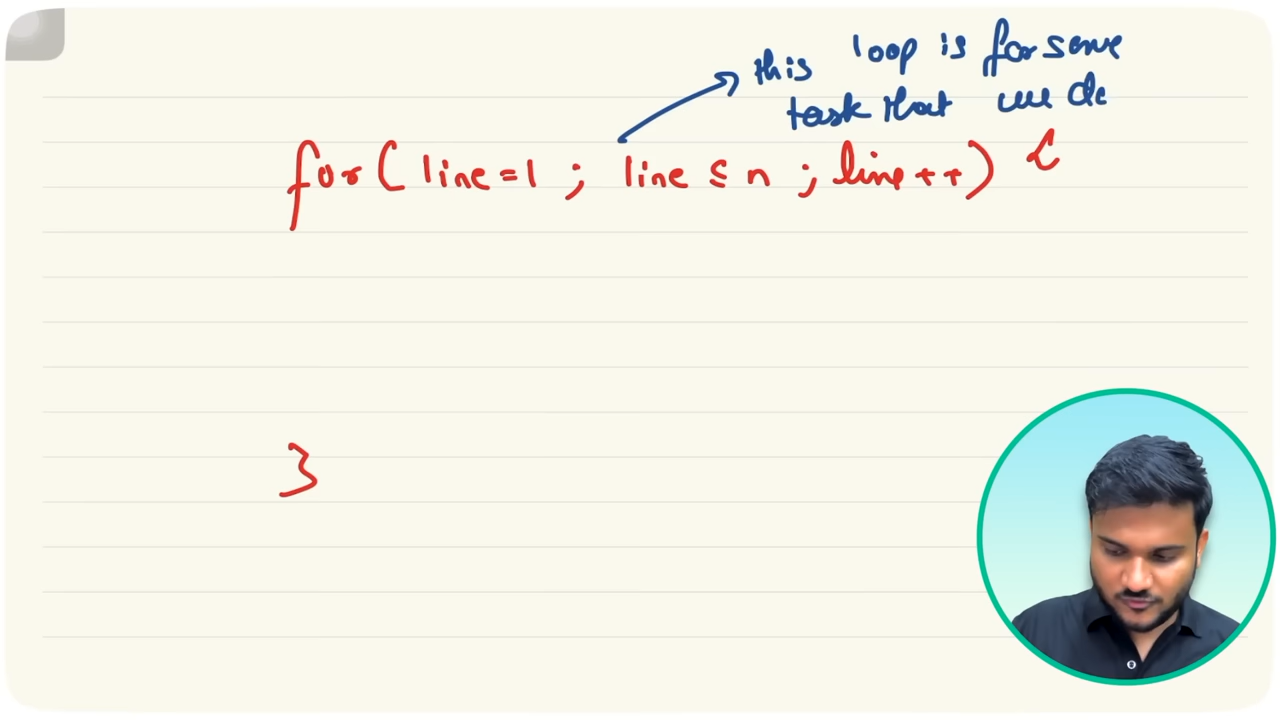 this loop is for some
task that we do
for( line=1 ; line ≤ n ; line++) {
}